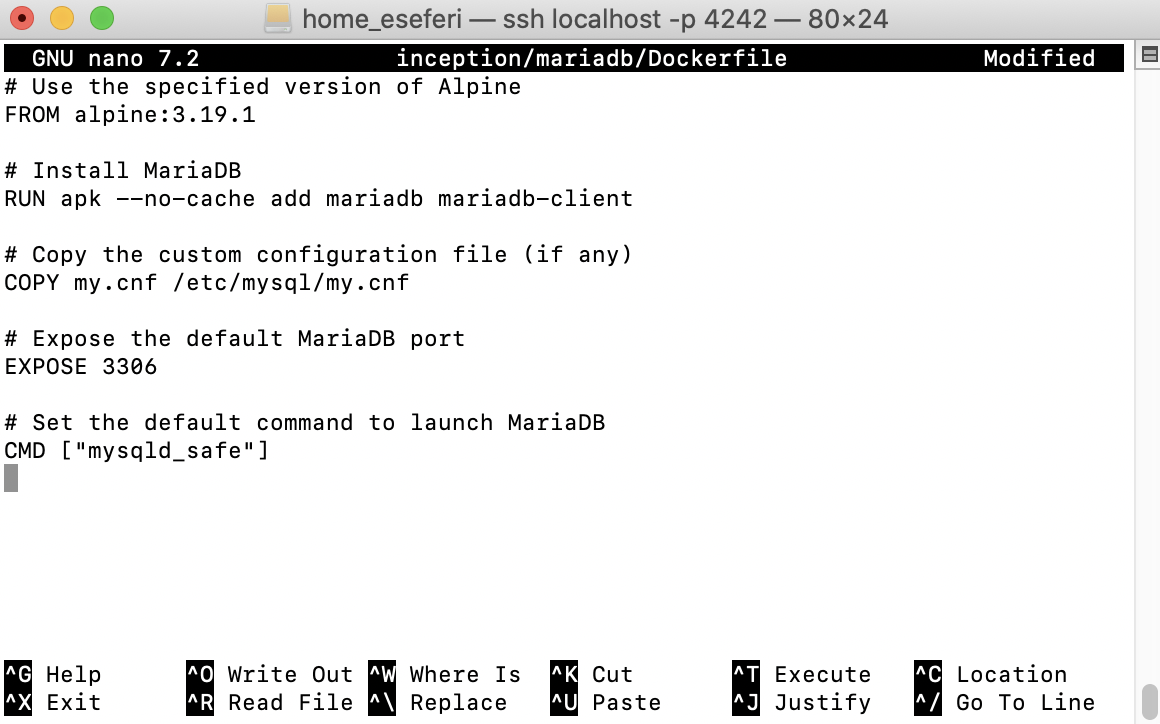 home_eseferi — ssh localhost -p 4242 — 80×24
GNU nano 7.2 inception/mariadb/Dockerfile Modified
# Use the specified version of Alpine
FROM alpine:3.19.1
# Install MariaDB
RUN apk --no-cache add mariadb mariadb-client
# Copy the custom configuration file (if any)
COPY my.cnf /etc/mysql/my.cnf
# Expose the default MariaDB port
EXPOSE 3306
# Set the default command to launch MariaDB
CMD ["mysqld_safe"]
^G Help ^O Write Out ^W Where Is ^K Cut ^T Execute ^C Location
^X Exit ^R Read File ^\ Replace ^U Paste ^J Justify ^/ Go To Line